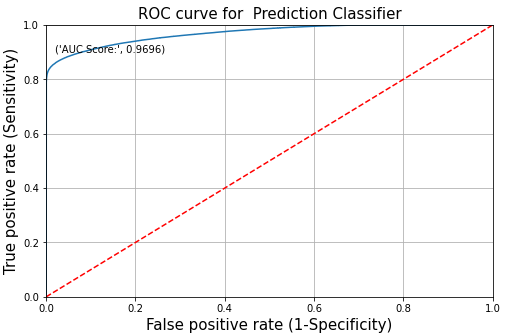 ROC curve for  Prediction Classifier
True positive rate (Sensitivity)
1.0
0.8
0.6
0.4
0.2
0.0
('AUC Score:', 0.9696)
0.0 0.2 0.4 0.6 0.8 1.0
False positive rate (1-Specificity)